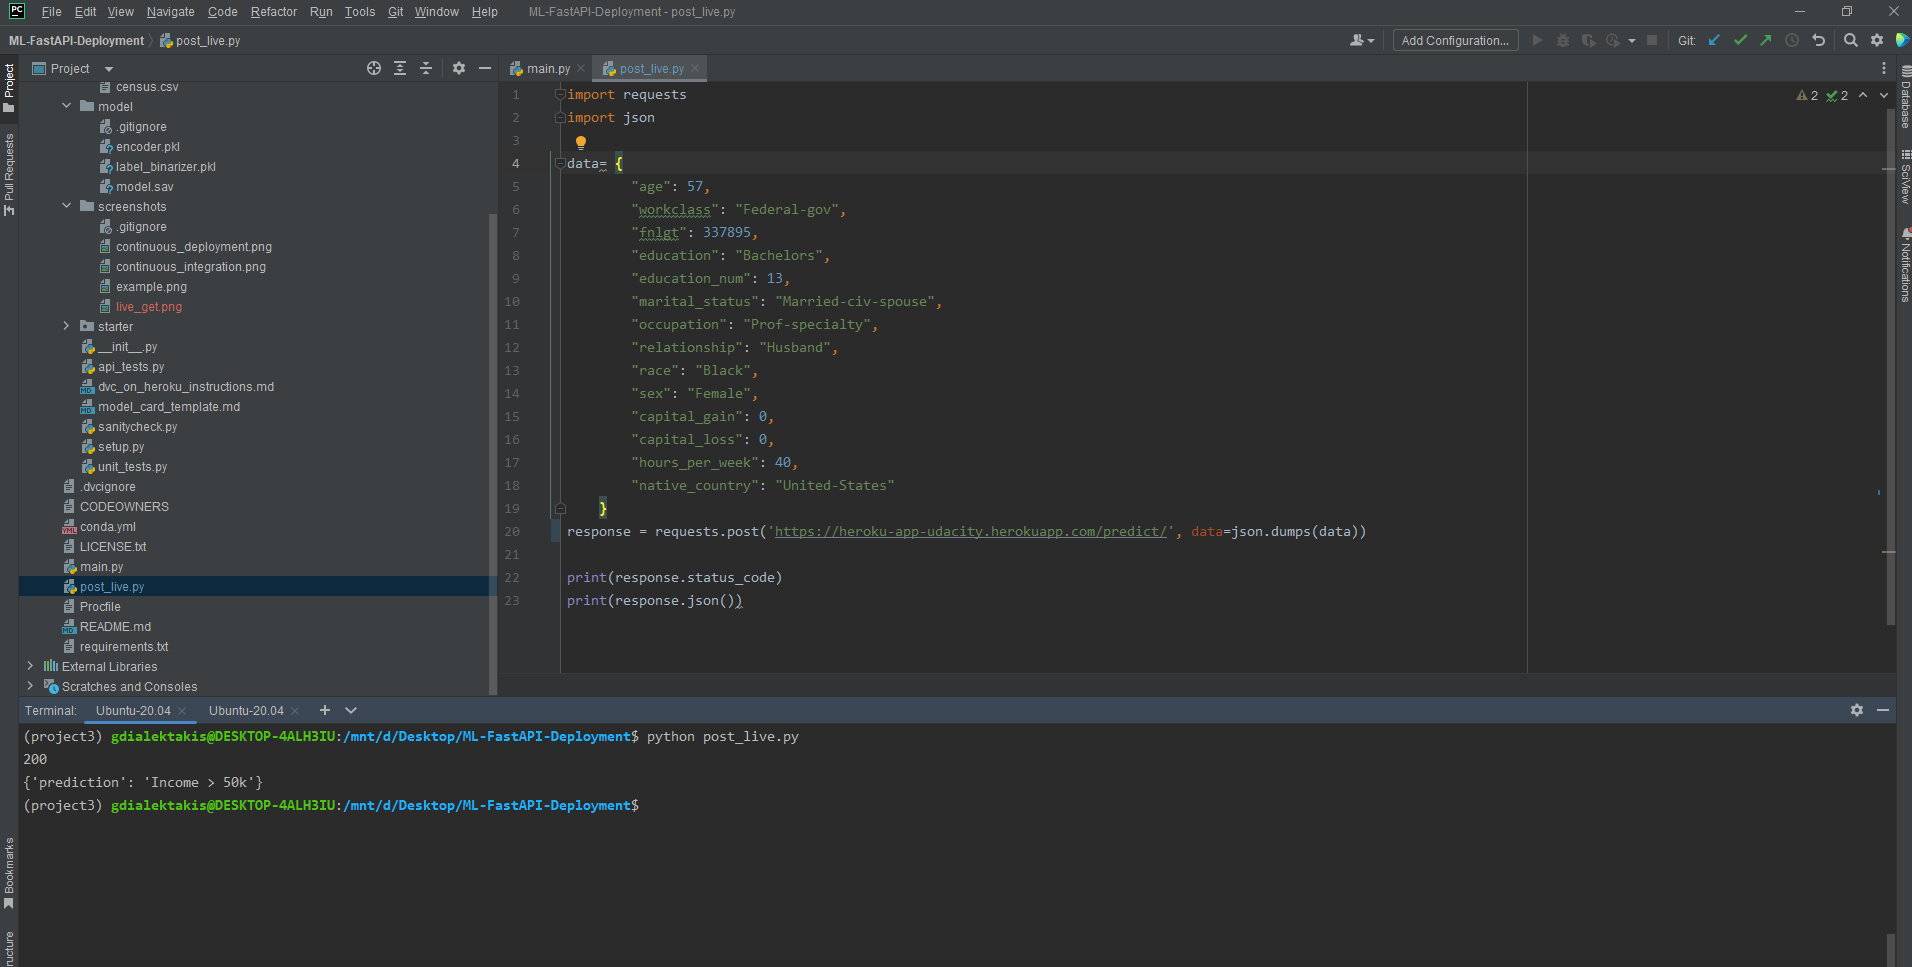 PC File Edit View Navigate Code Refactor Run Tools Git Window Help ML-FastAPI-Deployment - post_live.py
ML-FastAPI-Deployment post_live.py Add Configuration... Git:
Project
Pull Requests
Bookmarks
ructure
Project
census.csv
model
.gitignore
encoder.pkl
label_binarizer.pkl
model.sav
screenshots
.gitignore
continuous_deployment.png
continuous_integration.png
example.png
live_get.png
starter
__init__.py
api_tests.py
dvc_on_heroku_instructions.md
model_card_template.md
sanitycheck.py
setup.py
unit_tests.py
.dvcignore
CODEOWNERS
conda.yml
LICENSE.txt
main.py
post_live.py
Procfile
README.md
requirements.txt
External Libraries
Scratches and Consoles
main.py post_live.py
2 2
1 import requests
2 import json
3
4 data= {
5 "age": 57,
6 "workclass": "Federal-gov",
7 "fnlgt": 337895,
8 "education": "Bachelors",
9 "education_num": 13,
10 "marital_status": "Married-civ-spouse",
11 "occupation": "Prof-specialty",
12 "relationship": "Husband",
13 "race": "Black",
14 "sex": "Female",
15 "capital_gain": 0,
16 "capital_loss": 0,
17 "hours_per_week": 40,
18 "native_country": "United-States"
19 }
20 response = requests.post('https://heroku-app-udacity.herokuapp.com/predict/', data=json.dumps(data))
21
22 print(response.status_code)
23 print(response.json())
Database
SciView
Notifications
Terminal: Ubuntu-20.04 Ubuntu-20.04
(project3) gdialektakis@DESKTOP-4ALH3IU:/mnt/d/Desktop/ML-FastAPI-Deployment$ python post_live.py
200
{'prediction': 'Income > 50k'}
(project3) gdialektakis@DESKTOP-4ALH3IU:/mnt/d/Desktop/ML-FastAPI-Deployment$